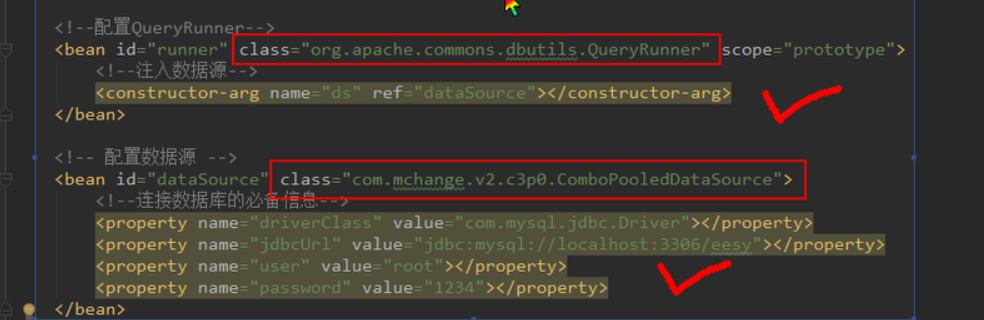 <!--配置QueryRunner-->
<bean id="runner" class="org.apache.commons.dbutils.QueryRunner" scope="prototype">
<!--注入数据源-->
<constructor-arg name="ds" ref="dataSource"></constructor-arg>
</bean>
<!-- 配置数据源 -->
<bean id="dataSource" class="com.mchange.v2.c3p0.ComboPooledDataSource">
<!--连接数据库的必备信息-->
<property name="driverClass" value="com.mysql.jdbc.Driver"></property>
<property name="jdbcUrl" value="jdbc:mysql://localhost:3306/eesy"></property>
<property name="user" value="root"></property>
<property name="password" value="1234"></property>
</bean>